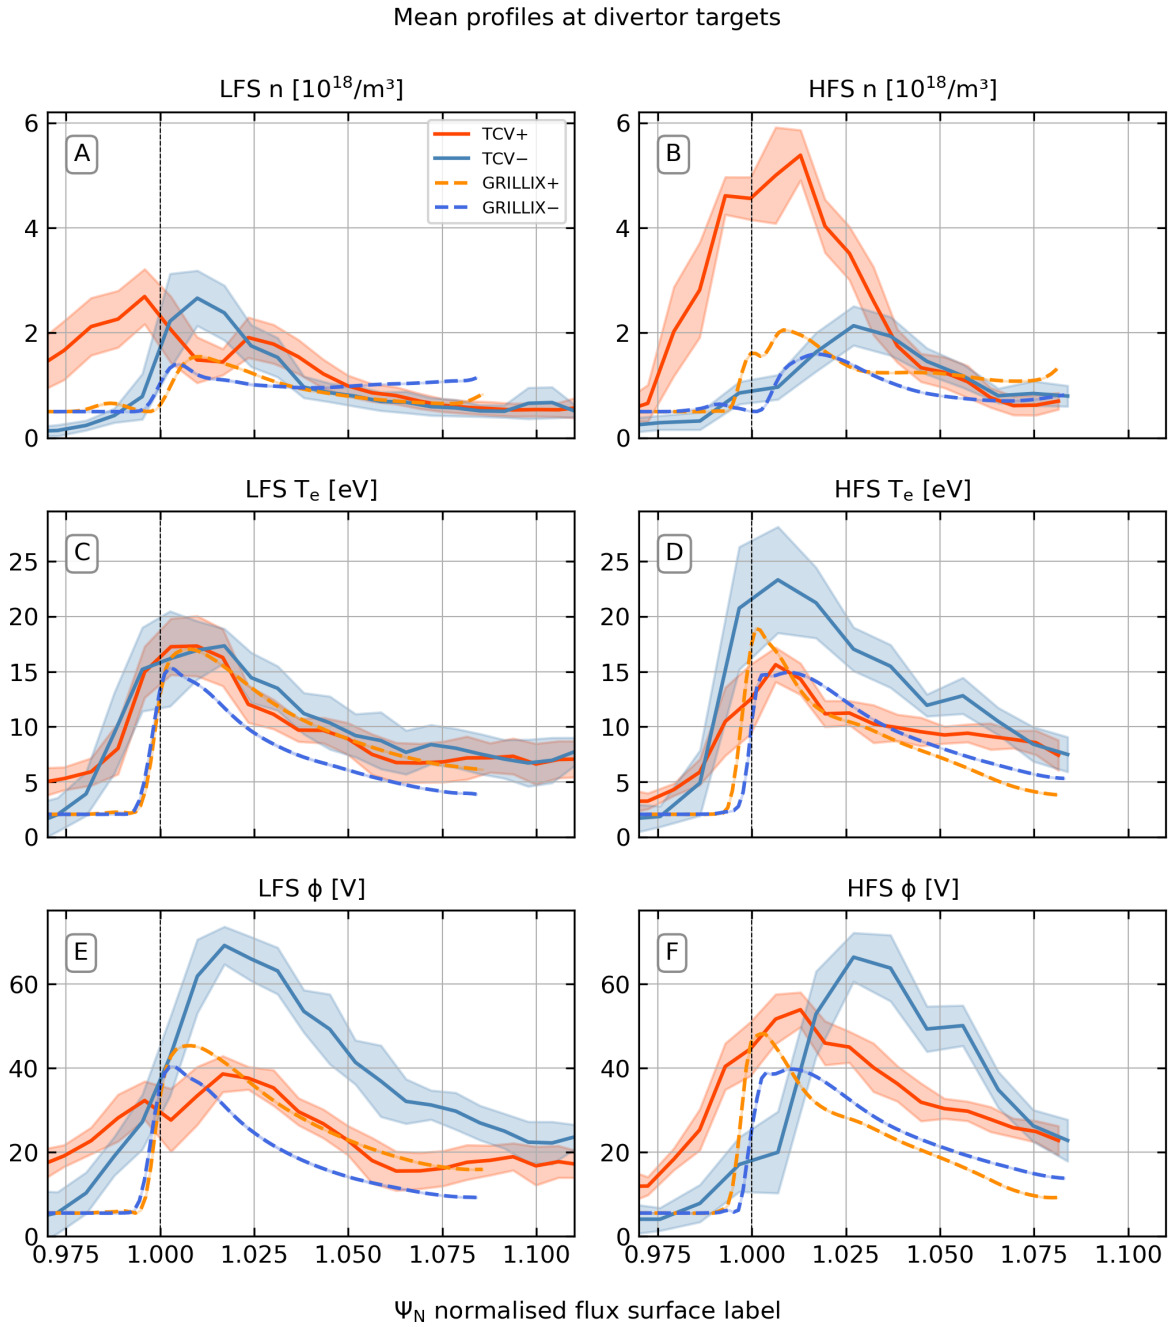 Mean profiles at divertor targets
LFS n [10¹⁸/m³]
HFS n [10¹⁸/m³]
6
4
2
0
A
TCV+
TCV−
GRILLIX+
GRILLIX−
6
4
2
0
B
LFS Tₑ [eV]
HFS Tₑ [eV]
25
20
15
10
5
0
C
25
20
15
10
5
0
D
LFS ϕ [V]
HFS ϕ [V]
60
40
20
0
E
0.975 1.000 1.025 1.050 1.075 1.100
60
40
20
0
F
0.975 1.000 1.025 1.050 1.075 1.100
Ψ_N normalised flux surface label